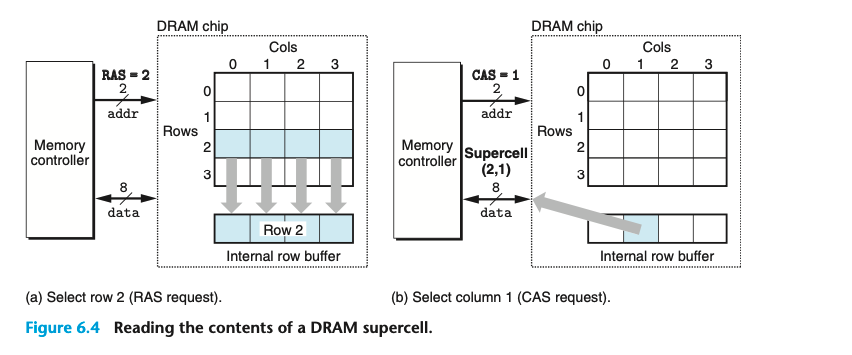 DRAM chip
Cols
0 1 2 3
RAS = 2
2
addr
Rows
0
1
2
3
Memory
controller
8
data
Row 2
Internal row buffer
(a) Select row 2 (RAS request).
DRAM chip
Cols
0 1 2 3
CAS = 1
2
addr
Rows
0
1
2
3
Memory
controller
Supercell
(2,1)
8
data
Internal row buffer
(b) Select column 1 (CAS request).
Figure 6.4 Reading the contents of a DRAM supercell.